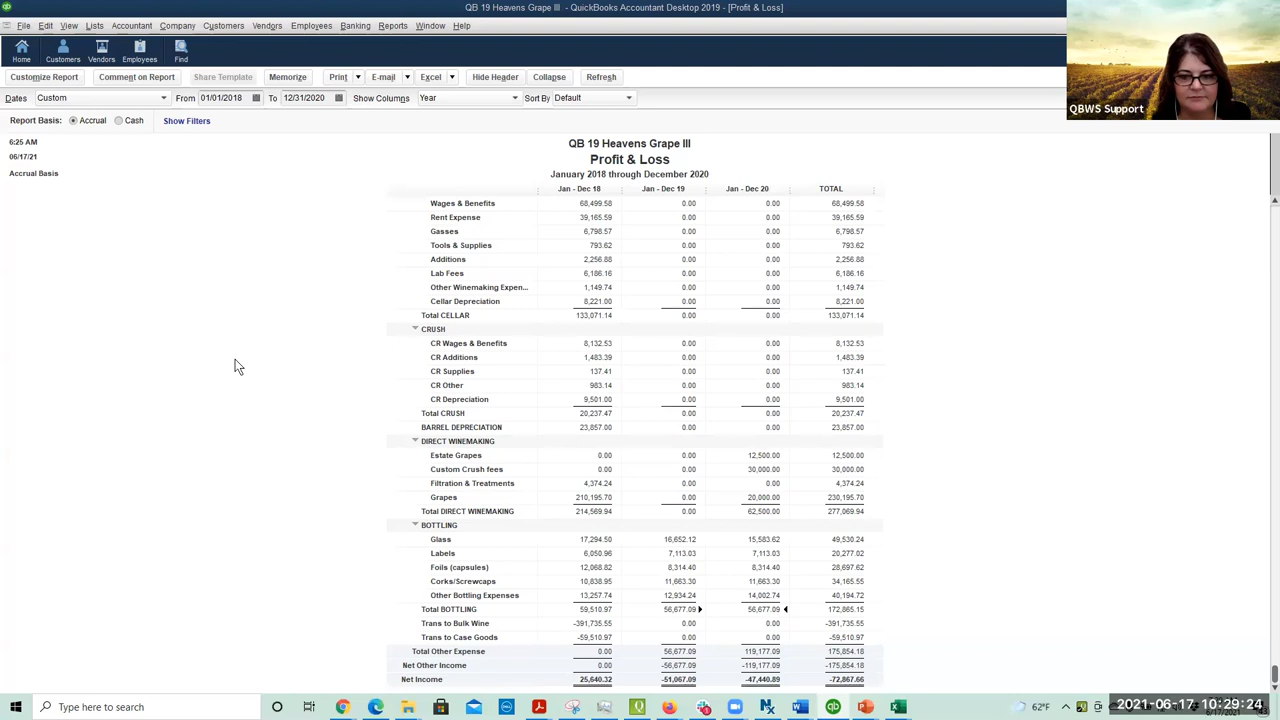 QB 19 Heavens Grape III - QuickBooks Accountant Desktop 2019 - [Profit & Loss]
File Edit View Lists Accountant Company Customers Vendors Employees Banking Reports Window Help
Home Customers Vendors Employees Find
Customize Report Comment on Report Share Template Memorize Print E-mail Excel Hide Header Collapse Refresh
QBWS Support
Dates Custom From 01/01/2018 To 12/31/2020 Show Columns Year Sort By Default
Report Basis: Accrual Cash Show Filters
6:25 AM
06/17/21
Accrual Basis
QB 19 Heavens Grape III
Profit & Loss
January 2018 through December 2020
Jan - Dec 18 Jan - Dec 19 Jan - Dec 20 TOTAL
Wages & Benefits 68,499.58 0.00 0.00 68,499.58
Rent Expense 39,165.59 0.00 0.00 39,165.59
Gasses 6,798.57 0.00 0.00 6,798.57
Tools & Supplies 793.62 0.00 0.00 793.62
Additions 2,256.88 0.00 0.00 2,256.88
Lab Fees 6,186.16 0.00 0.00 6,186.16
Other Winemaking Expen... 1,149.74 0.00 0.00 1,149.74
Cellar Depreciation 8,221.00 0.00 0.00 8,221.00
Total CELLAR 133,071.14 0.00 0.00 133,071.14
CRUSH
CR Wages & Benefits 8,132.53 0.00 0.00 8,132.53
CR Additions 1,483.39 0.00 0.00 1,483.39
CR Supplies 137.41 0.00 0.00 137.41
CR Other 983.14 0.00 0.00 983.14
CR Depreciation 9,501.00 0.00 0.00 9,501.00
Total CRUSH 20,237.47 0.00 0.00 20,237.47
BARREL DEPRECIATION 23,857.00 0.00 0.00 23,857.00
DIRECT WINEMAKING
Estate Grapes 0.00 0.00 12,500.00 12,500.00
Custom Crush fees 0.00 0.00 30,000.00 30,000.00
Filtration & Treatments 4,374.24 0.00 0.00 4,374.24
Grapes 210,195.70 0.00 20,000.00 230,195.70
Total DIRECT WINEMAKING 214,569.94 0.00 62,500.00 277,069.94
BOTTLING
Glass 17,294.50 16,652.12 15,583.62 49,530.24
Labels 6,050.96 7,113.03 7,113.03 20,277.02
Foils (capsules) 12,068.82 8,314.40 8,314.40 28,697.62
Corks/Screwcaps 10,838.95 11,663.30 11,663.30 34,165.55
Other Bottling Expenses 13,257.74 12,934.24 14,002.74 40,194.72
Total BOTTLING 59,510.97 56,677.09 56,677.09 172,865.15
Trans to Bulk Wine -391,735.55 0.00 0.00 -391,735.55
Trans to Case Goods -59,510.97 0.00 0.00 -59,510.97
Total Other Expense 0.00 56,677.09 119,177.09 175,854.18
Net Other Income 0.00 -56,677.09 -119,177.09 -175,854.18
Net Income 25,640.32 -51,067.09 -47,440.89 -72,867.66
Type here to search 62°F 2021-06-17 10:29:24